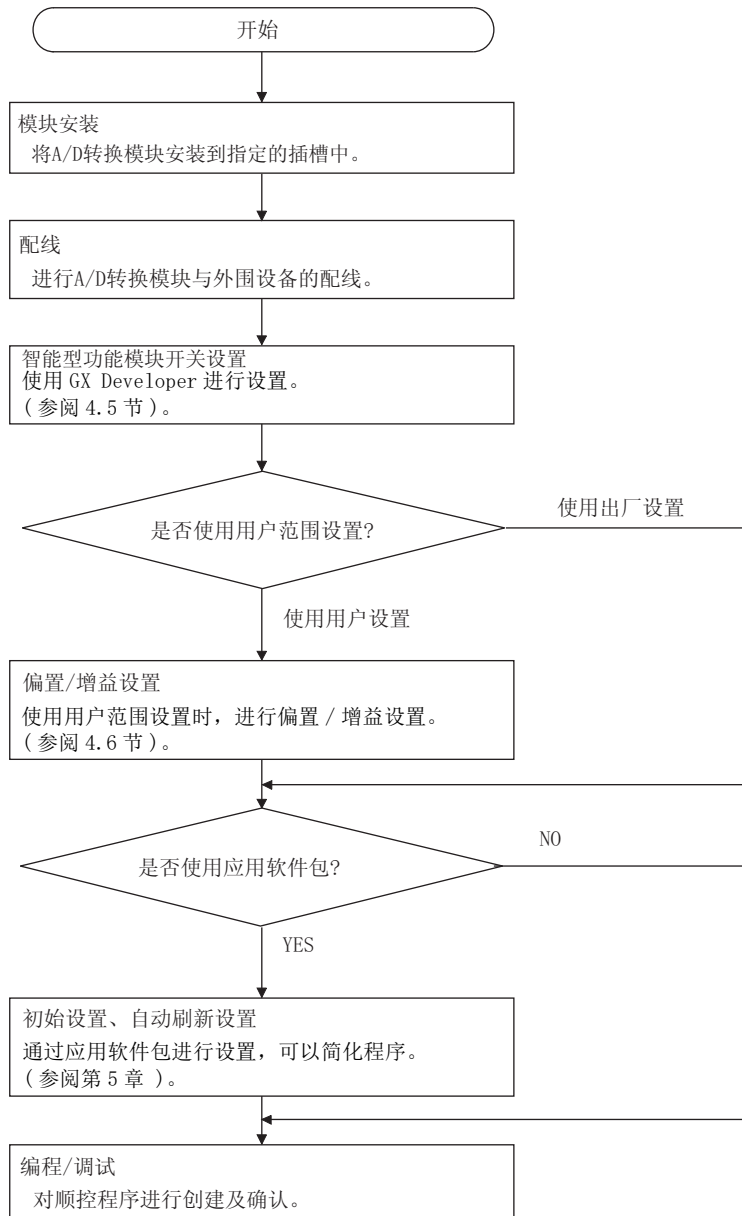 开始
模块安装
将A/D转换模块安装到指定的插槽中。
配线
进行A/D转换模块与外围设备的配线。
智能型功能模块开关设置
使用 GX Developer 进行设置。
( 参阅 4.5 节 )。
是否使用用户范围设置?
使用出厂设置
使用用户设置
偏置/增益设置
使用用户范围设置时，进行偏置 / 增益设置。
( 参阅 4.6 节 )。
是否使用应用软件包?
NO
YES
初始设置、自动刷新设置
通过应用软件包进行设置，可以简化程序。
( 参阅第 5 章 )。
编程/调试
对顺控程序进行创建及确认。